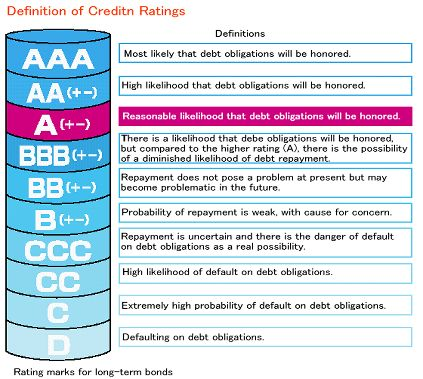 Definition of Creditn Ratings
Definitions
AAA
Most likely that debt obligations will be honored.
AA(+-)
High likelihood that debt obligations will be honored.
A(+-)
Reasonable likelihood that debt obligations will be honored.
BBB(+-)
There is a likelihood that debe obligations will be honored,
but compared to the higher rating (A), there is the possibility
of a diminished likelihood of debt repayment.
BB(+-)
Repayment does not pose a problem at present but may
become problematic in the future.
B(+-)
Probability of repayment is weak, with cause for concern.
CCC
Repayment is uncertain and there is the danger of default
on debt obligations as a real possibility.
CC
High likelihood of default on debt obligations.
C
Extremely high probability of default on debt obligations.
D
Defaulting on debt obligations.
Rating marks for long-term bonds